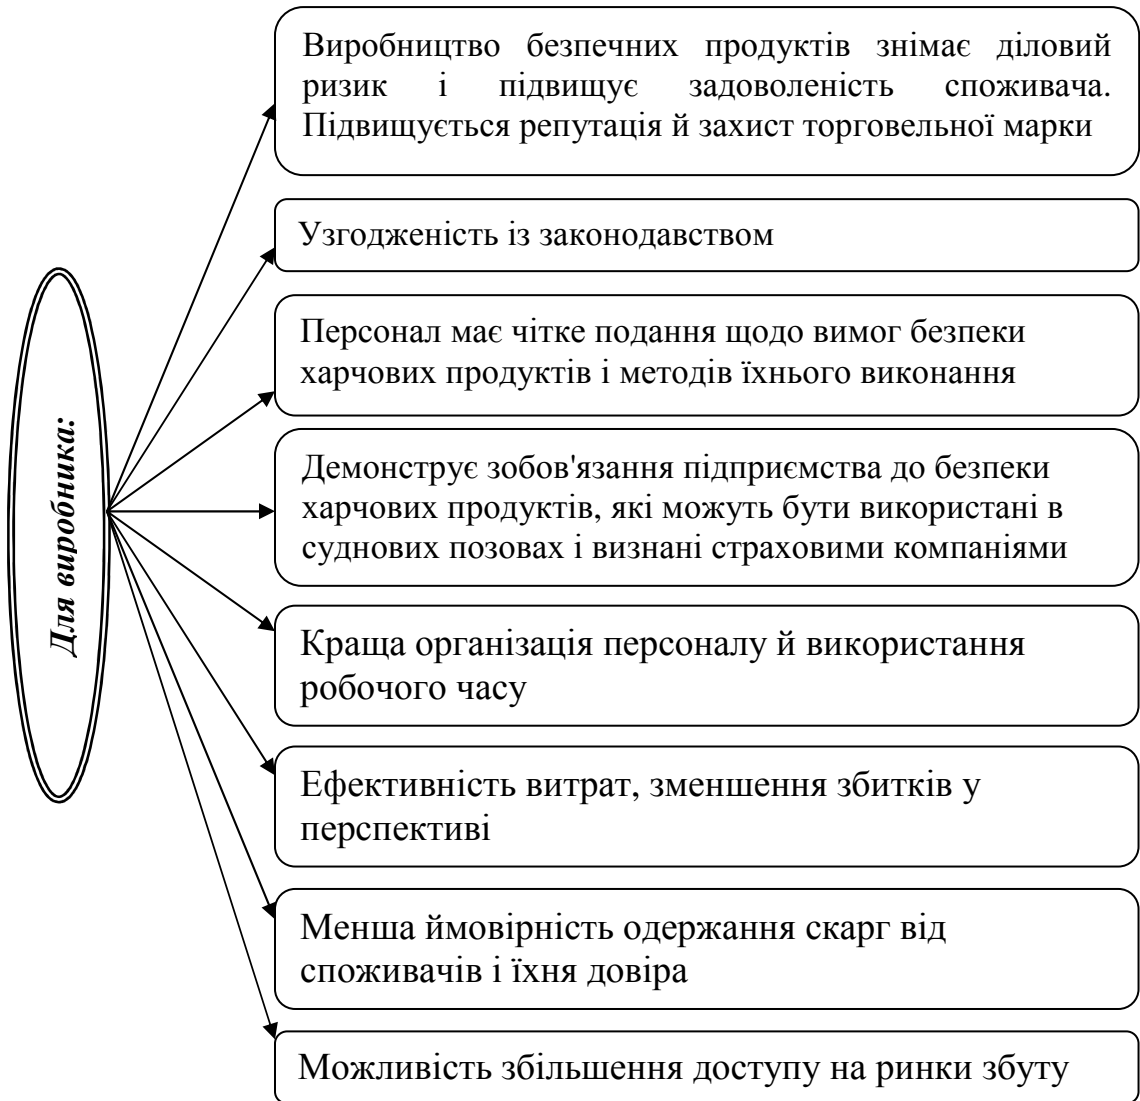 Виробництво безпечних продуктів знімає діловий
ризик і підвищує задоволеність споживача.
Підвищується репутація й захист торговельної марки
Узгодженість із законодавством
Персонал має чітке подання щодо вимог безпеки
харчових продуктів і методів їхнього виконання
Для виробника:
Демонструє зобов'язання підприємства до безпеки
харчових продуктів, які можуть бути використані в
суднових позовах і визнані страховими компаніями
Краща організація персоналу й використання
робочого часу
Ефективність витрат, зменшення збитків у
перспективі
Менша ймовірність одержання скарг від
споживачів і їхня довіра
Можливість збільшення доступу на ринки збуту